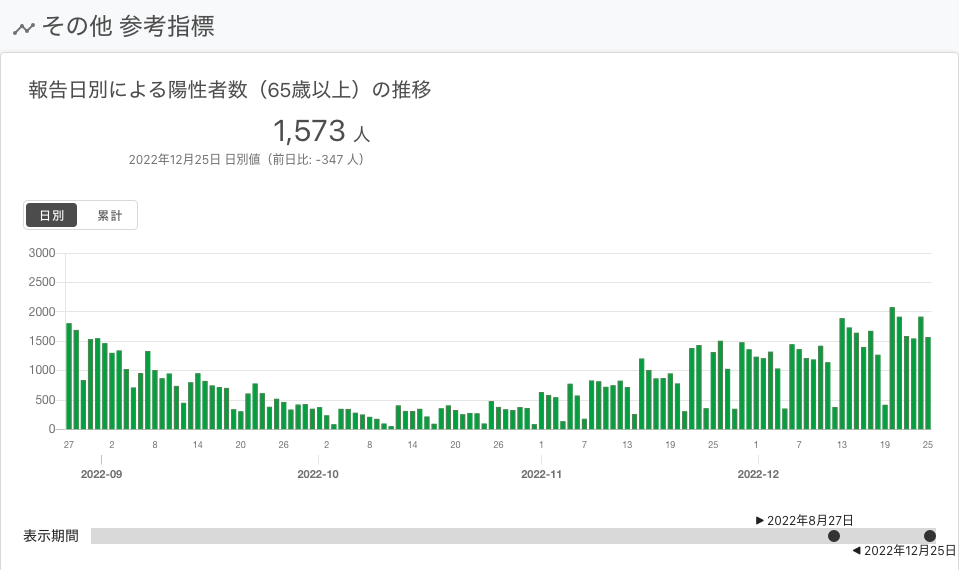 その他 参考指標
報告日別による陽性者数（65歳以上）の推移
1,573 人
2022年12月25日 日別値（前日比: -347 人）
日別 累計
3000
2500
2000
1500
1000
500
0
27 2 8 14 20 26 2 8 14 20 26 1 7 13 19 25 1 7 13 19 25
2022-09 2022-10 2022-11 2022-12
▶ 2022年8月27日
表示期間
◀ 2022年12月25日